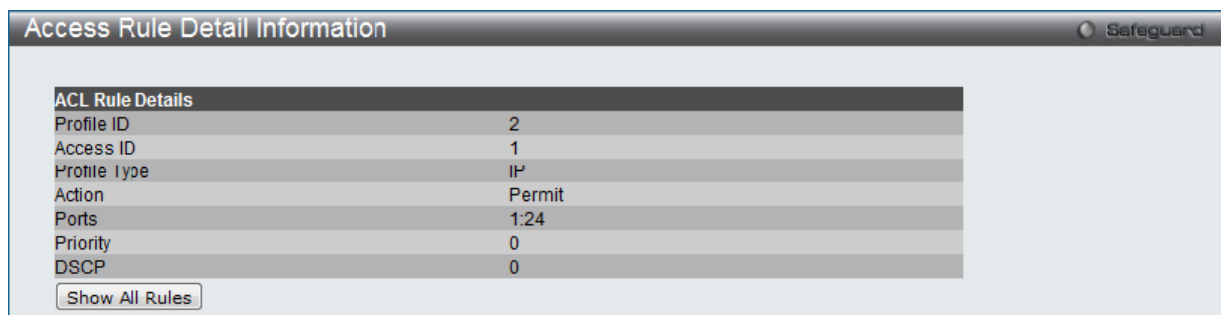 Access Rule Detail Information
Safeguard
ACL Rule Details
Profile ID 2
Access ID 1
Profile Type IP
Action Permit
Ports 1:24
Priority 0
DSCP 0
Show All Rules